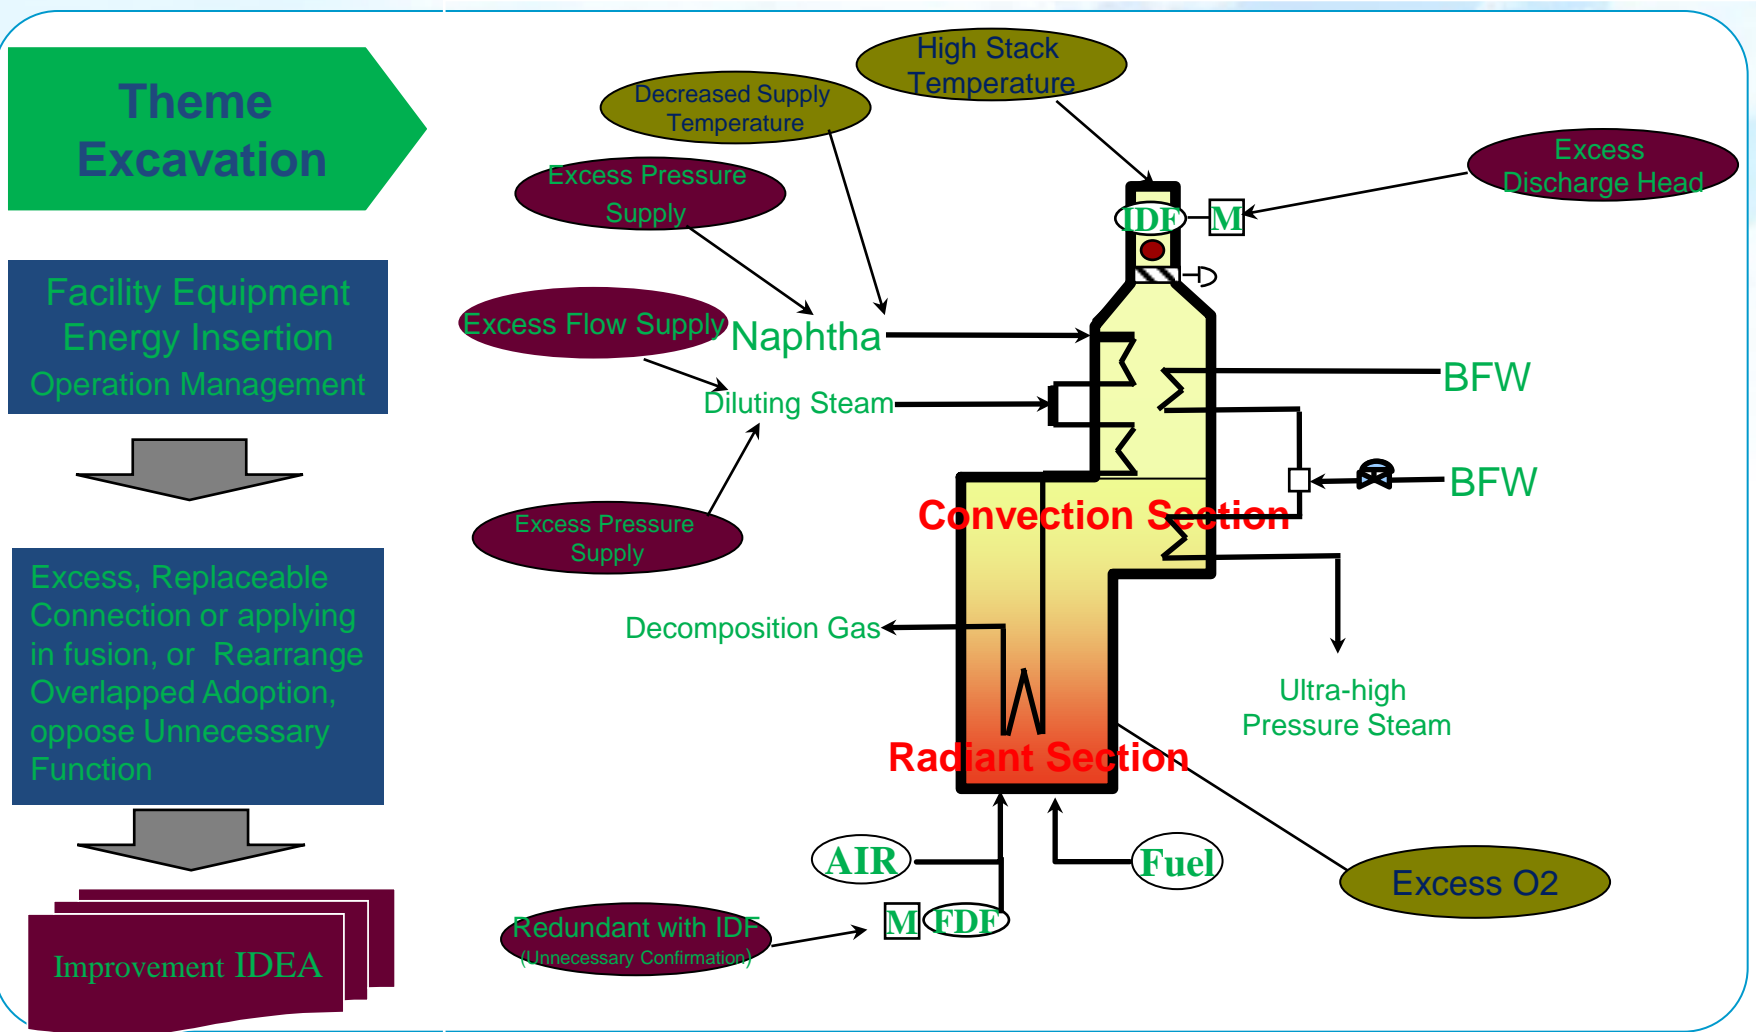 Theme
Excavation
Facility Equipment
Energy Insertion
Operation Management
Excess, Replaceable
Connection or applying
in fusion, or Rearrange
Overlapped Adoption,
oppose Unnecessary
Function
Improvement IDEA
High Stack
Temperature
Decreased Supply
Temperature
Excess Pressure
Supply
Excess
Discharge Head
IDF
M
Excess Flow Supply
Naphtha
Diluting Steam
BFW
BFW
Excess Pressure
Supply
Convection Section
Decomposition Gas
Ultra-high
Pressure Steam
Radiant Section
AIR
Fuel
Excess O2
Redundant with IDF
(Unnecessary Confirmation)
M
FDF